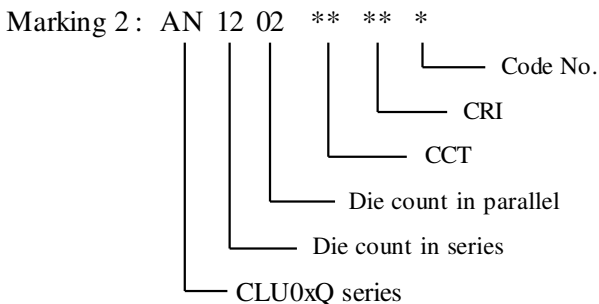 Marking 2 : AN 12 02 ** ** *
Code No.
CRI
CCT
Die count in parallel
Die count in series
CLU0xQ series